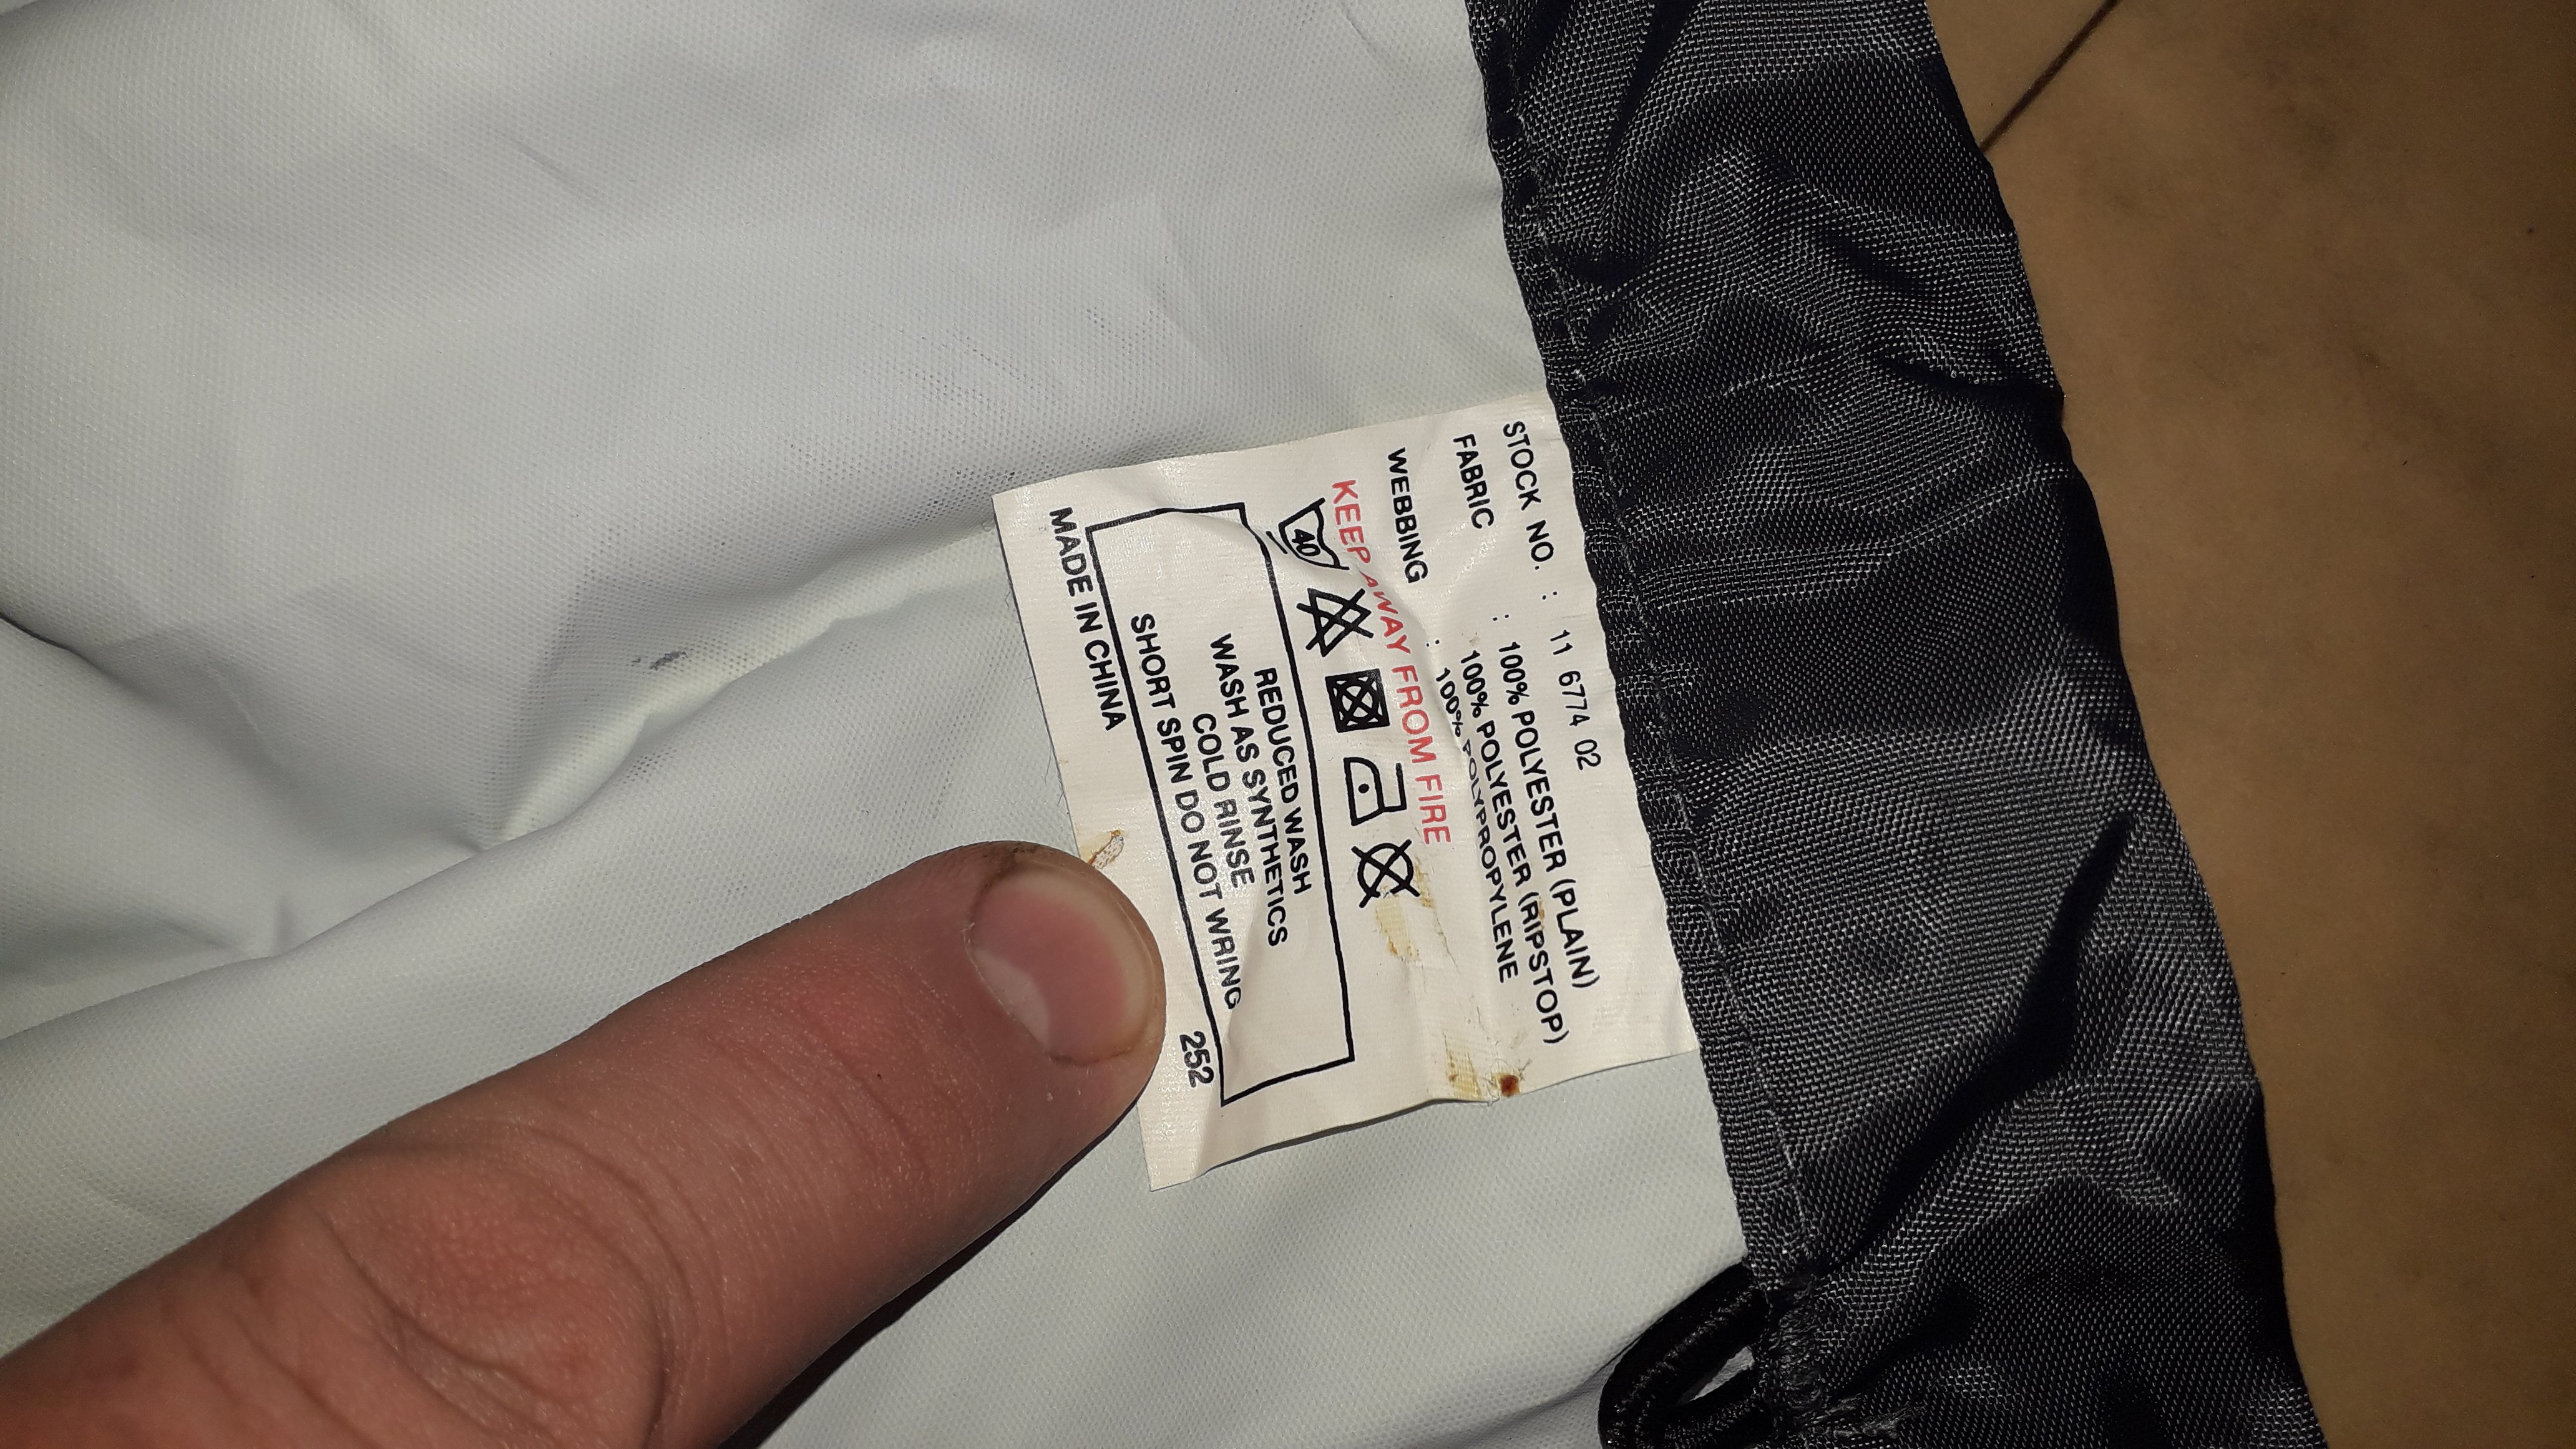 STOCK NO. : 11 6774 02
FABRIC : 100% POLYESTER (PLAIN)
100% POLYESTER (RIPSTOP)
WEBBING : 100% POLYPROPYLENE
KEEP AWAY FROM FIRE
40
REDUCED WASH
WASH AS SYNTHETICS
COLD RINSE
SHORT SPIN DO NOT WRING
MADE IN CHINA 252